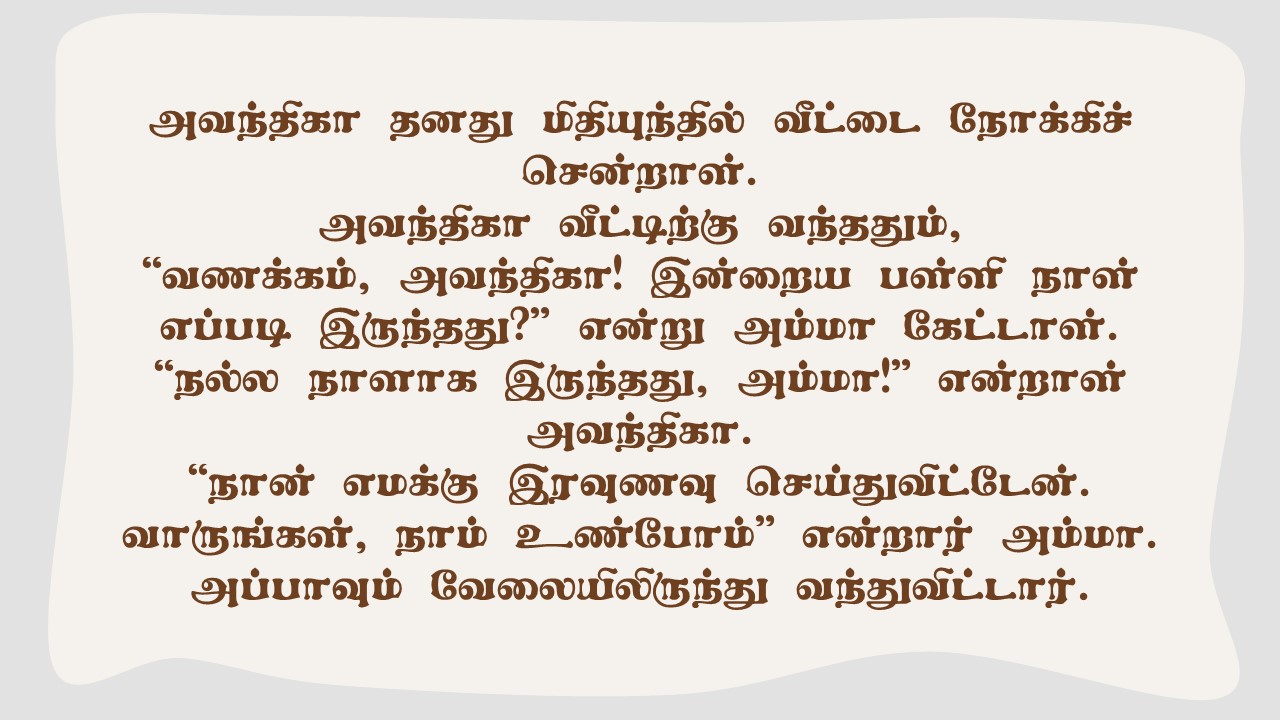 அவந்திகா தனது மிதியுந்தில் வீட்டை நோக்கிச்
சென்றாள்.
அவந்திகா வீட்டிற்கு வந்ததும்,
“வணக்கம், அவந்திகா! இன்றைய பள்ளி நாள்
எப்படி இருந்தது?” என்று அம்மா கேட்டாள்.
“நல்ல நாளாக இருந்தது, அம்மா!” என்றாள்
அவந்திகா.
“நான் எமக்கு இரவுணவு செய்துவிட்டேன்.
வாருங்கள், நாம் உண்போம்” என்றார் அம்மா.
அப்பாவும் வேலையிலிருந்து வந்துவிட்டார்.